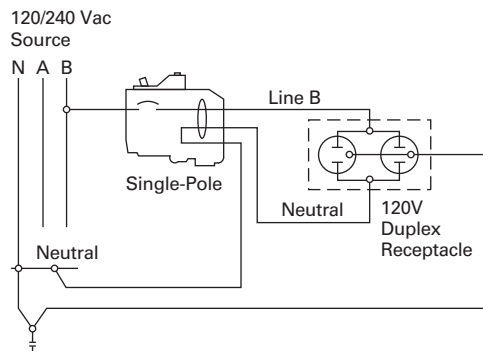 120/240 Vac
Source
N A B
Line B
Single-Pole
Neutral
120V
Duplex
Receptacle
Neutral